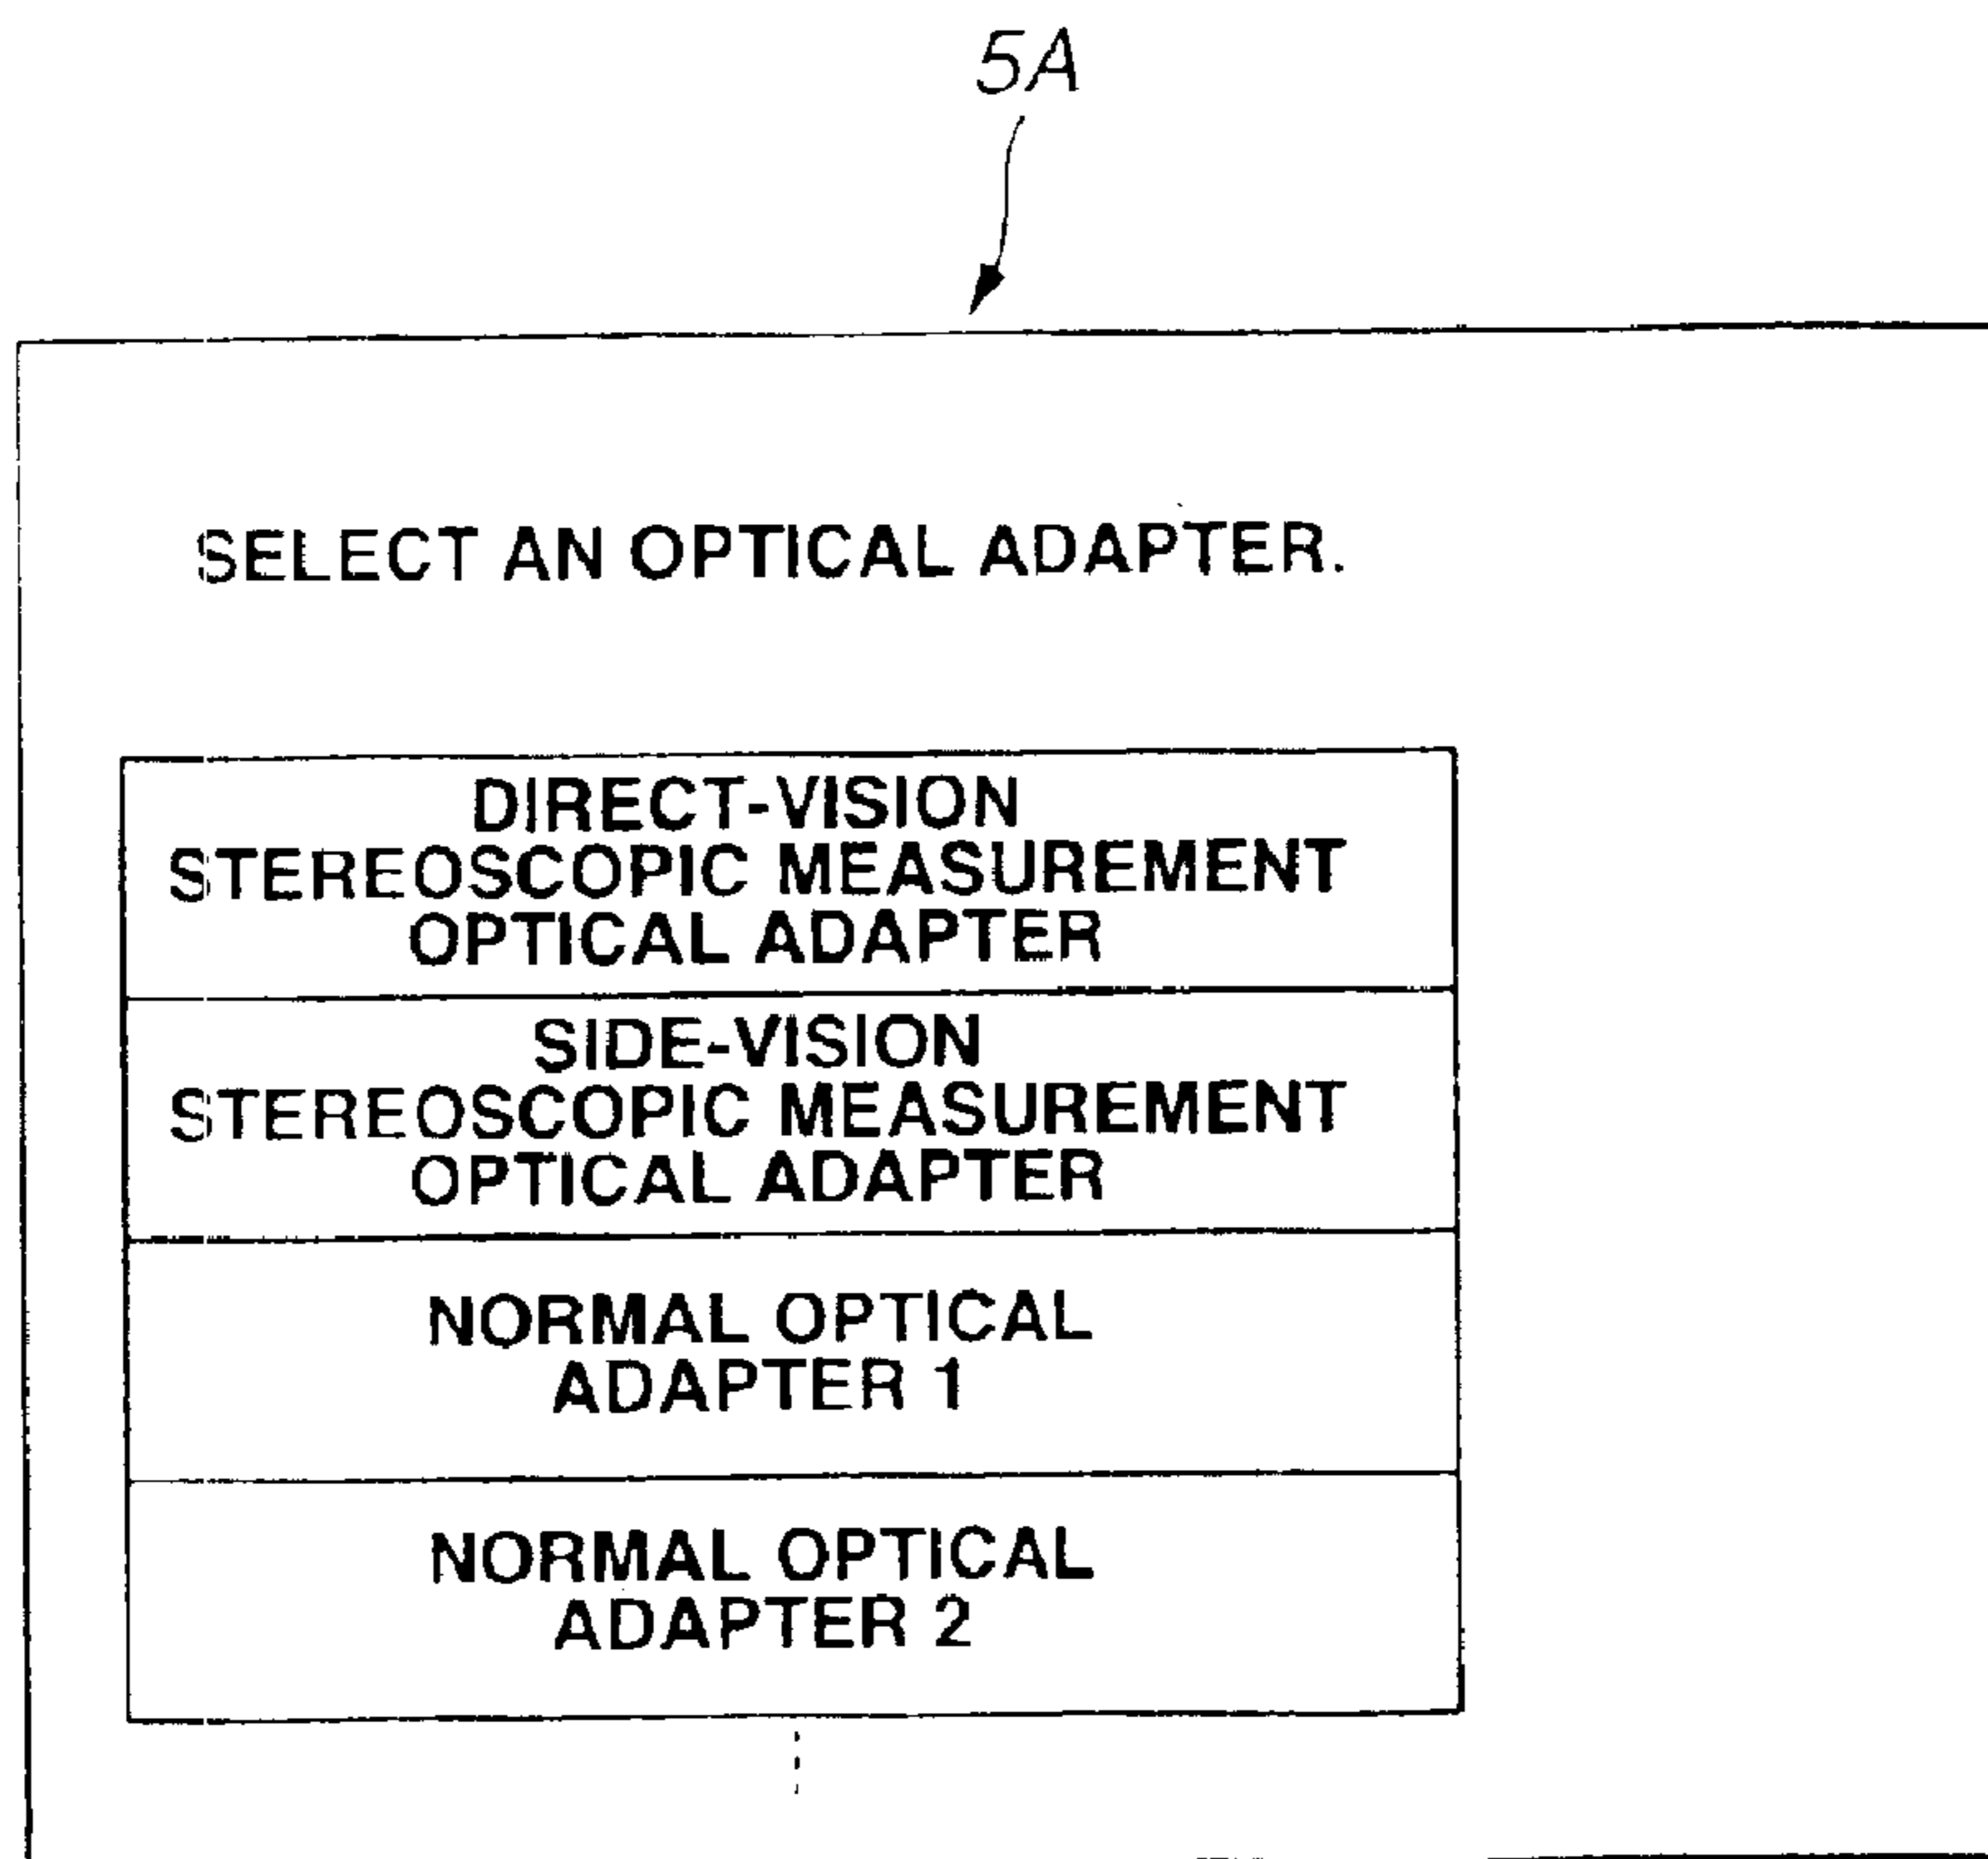 5A
SELECT AN OPTICAL ADAPTER.
DIRECT-VISION
STEREOSCOPIC MEASUREMENT
OPTICAL ADAPTER
SIDE-VISION
STEREOSCOPIC MEASUREMENT
OPTICAL ADAPTER
NORMAL OPTICAL
ADAPTER 1
NORMAL OPTICAL
ADAPTER 2